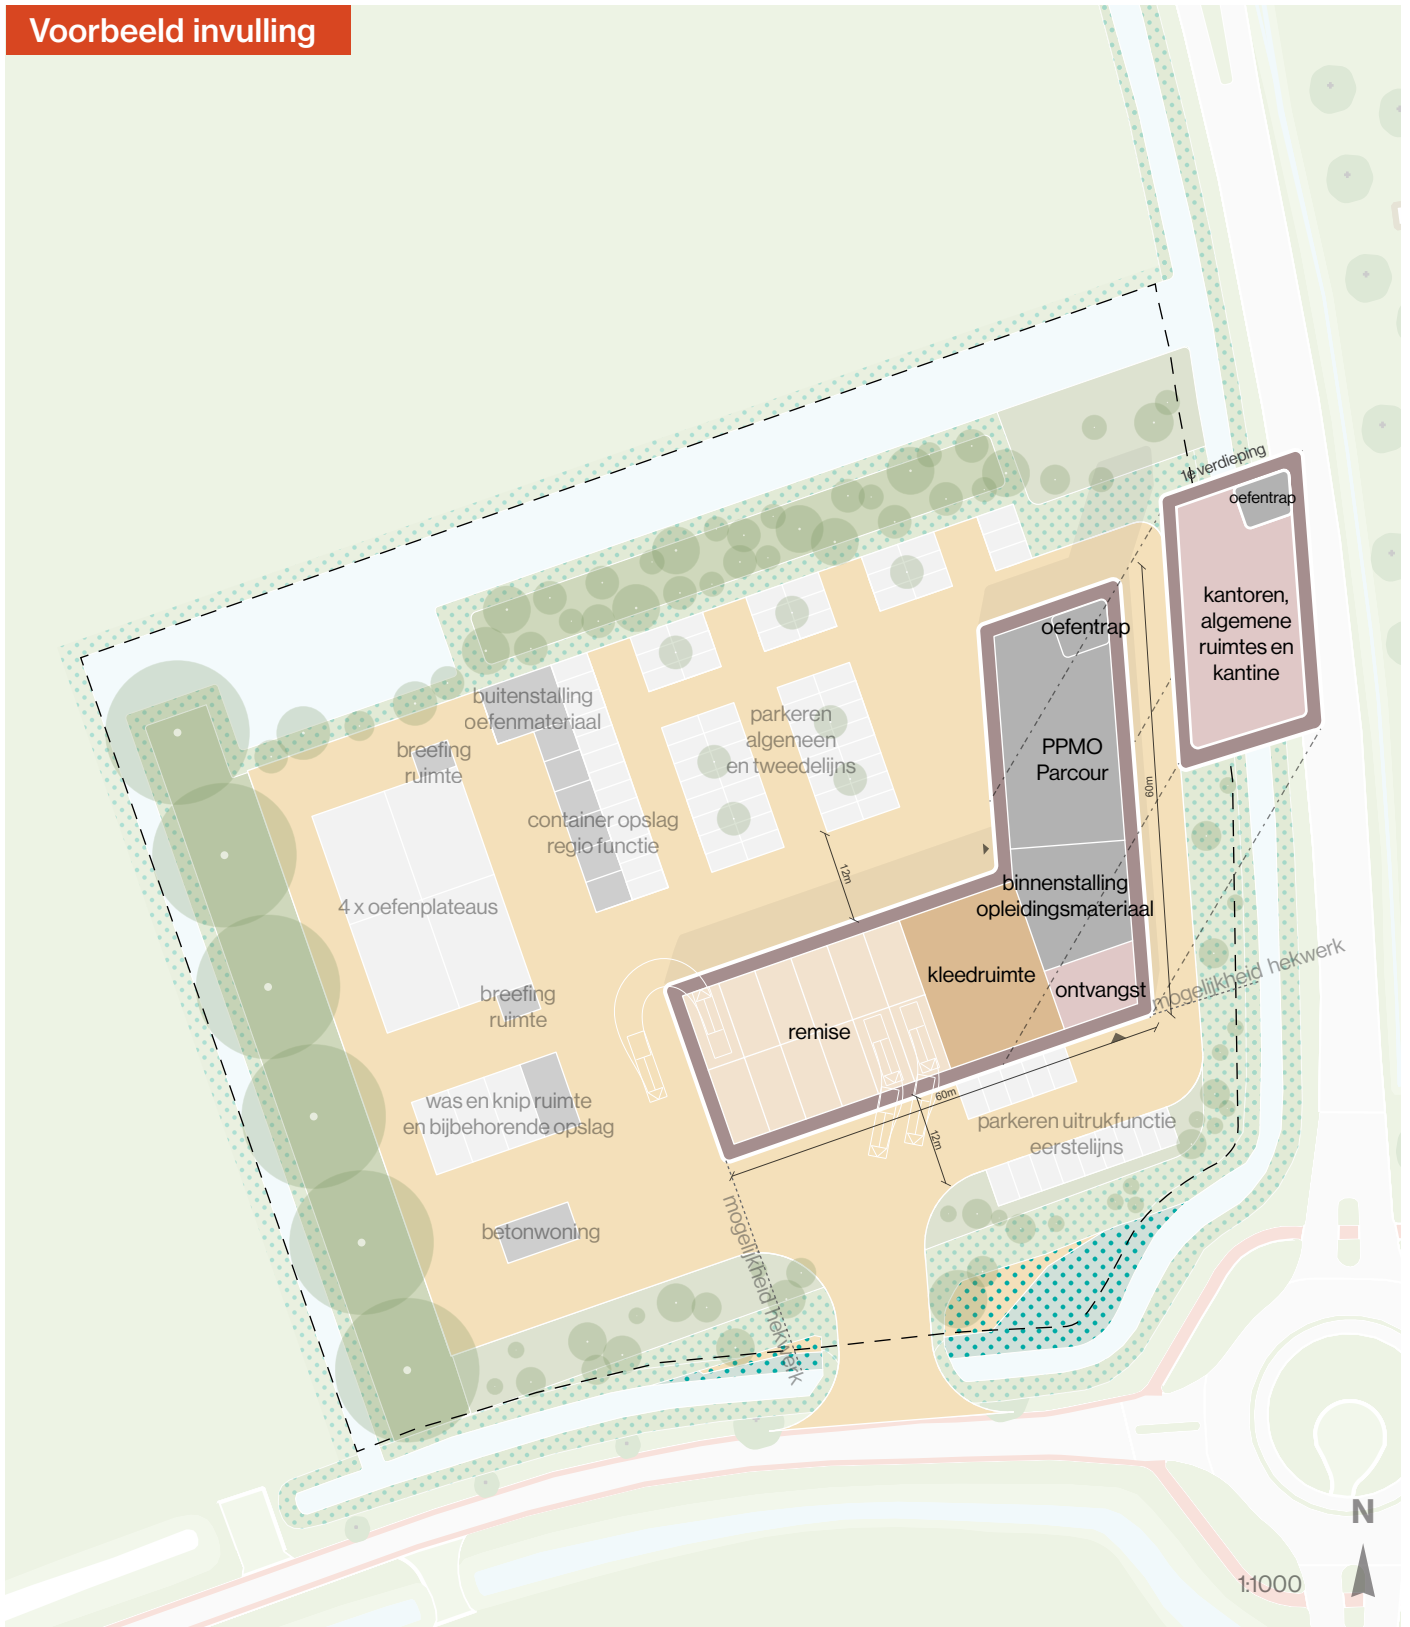 Voorbeeld invulling
1e verdieping
oefentrap
kantoren,
algemene
ruimtes en
kantine
oefentrap
buitenstalling
oefenmateriaal
parkeren
algemeen
en tweedelijns
breefing
ruimte
PPMO
Parcour
60m
container opslag
regio functie
12m
4 x oefenplateaus
binnenstalling
opleidingsmateriaal
kleedruimte
ontvangst
mogelijkheid hekwerk
breefing
ruimte
remise
was en knip ruimte
en bijbehorende opslag
60m
12m
parkeren uitrukfunctie
eerstelijns
betonwoning
mogelijkheid hekwerk
N
1:1000